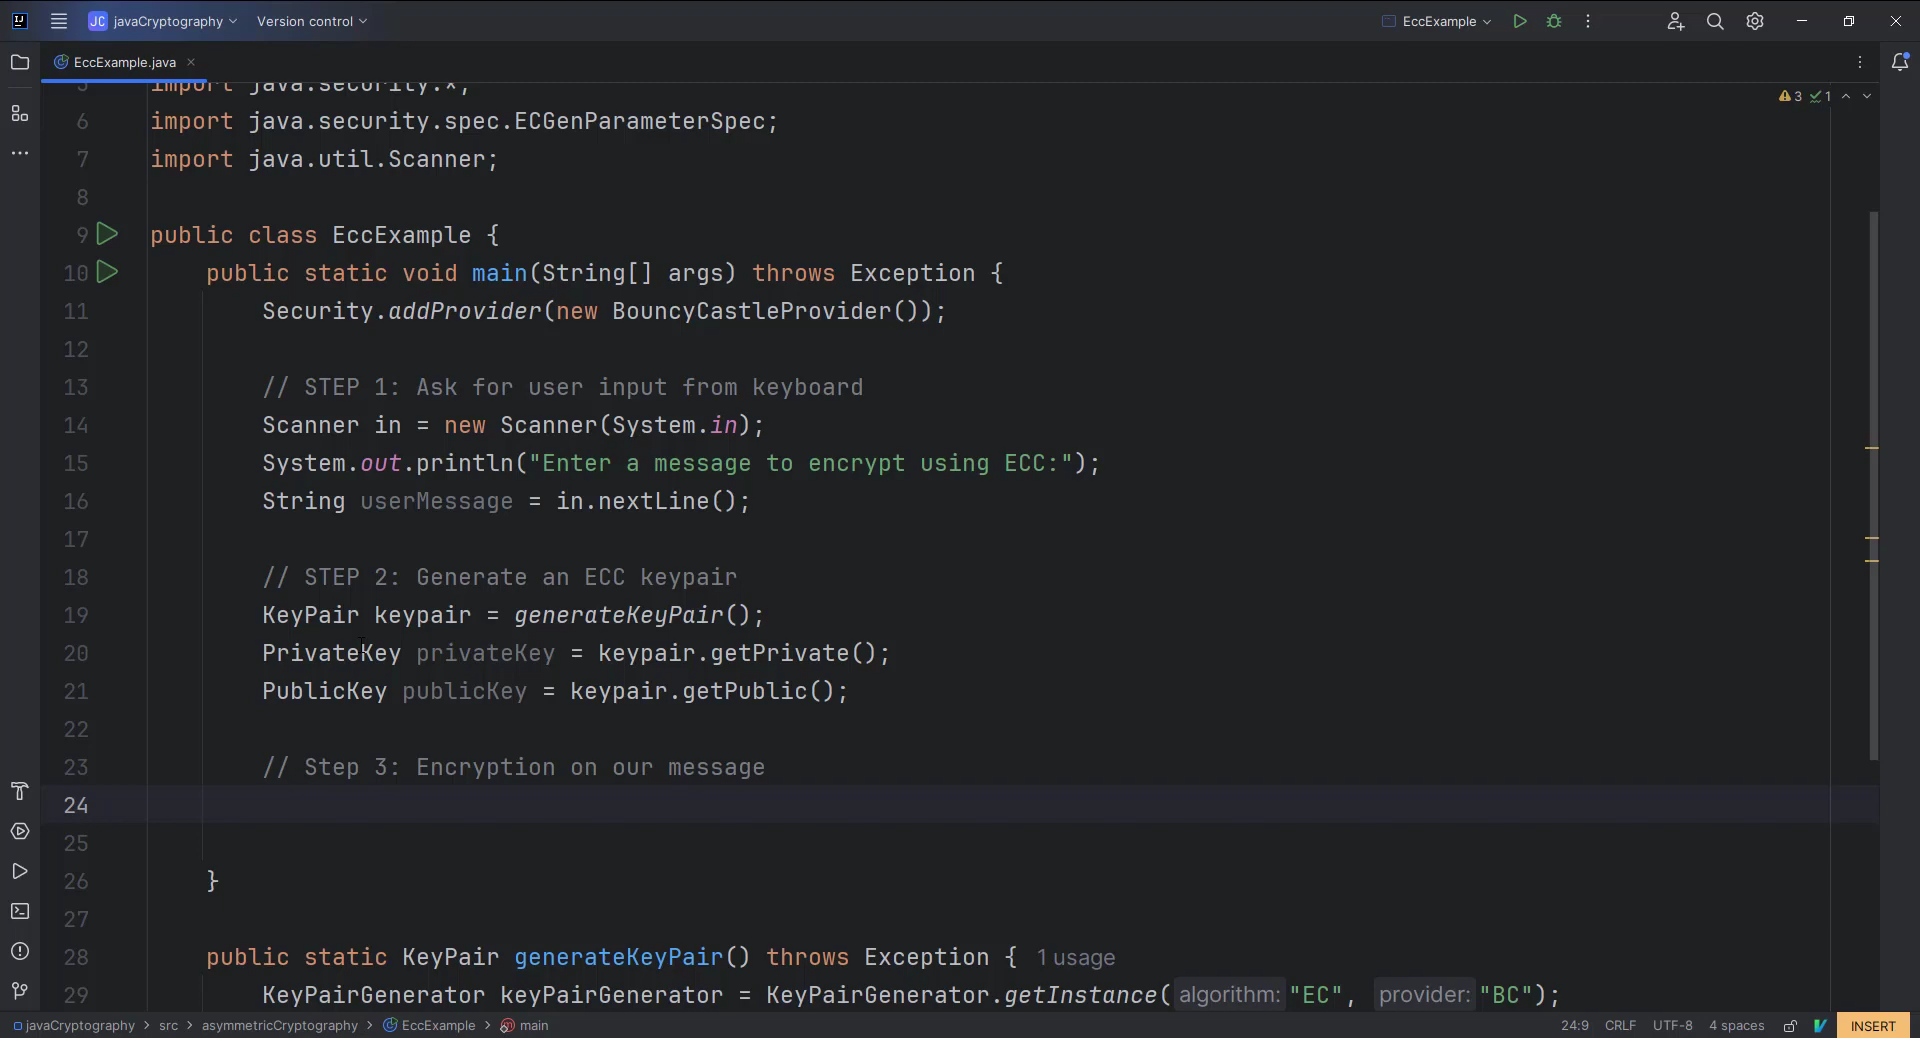 JC javaCryptography Version control EccExample
EccExample.java
3 1
5 import java.security.*;
6 import java.security.spec.ECGenParameterSpec;
7 import java.util.Scanner;
8
9 public class EccExample {
10 public static void main(String[] args) throws Exception {
11 Security.addProvider(new BouncyCastleProvider());
12
13 // STEP 1: Ask for user input from keyboard
14 Scanner in = new Scanner(System.in);
15 System.out.println("Enter a message to encrypt using ECC:");
16 String userMessage = in.nextLine();
17
18 // STEP 2: Generate an ECC keypair
19 KeyPair keypair = generateKeyPair();
20 PrivateKey privateKey = keypair.getPrivate();
21 PublicKey publicKey = keypair.getPublic();
22
23 // Step 3: Encryption on our message
24
25
26 }
27
28 public static KeyPair generateKeyPair() throws Exception { 1 usage
29 KeyPairGenerator keyPairGenerator = KeyPairGenerator.getInstance( algorithm: "EC", provider: "BC");
javaCryptography > src > asymmetricCryptography > EccExample > main 24:9 CRLF UTF-8 4 spaces INSERT